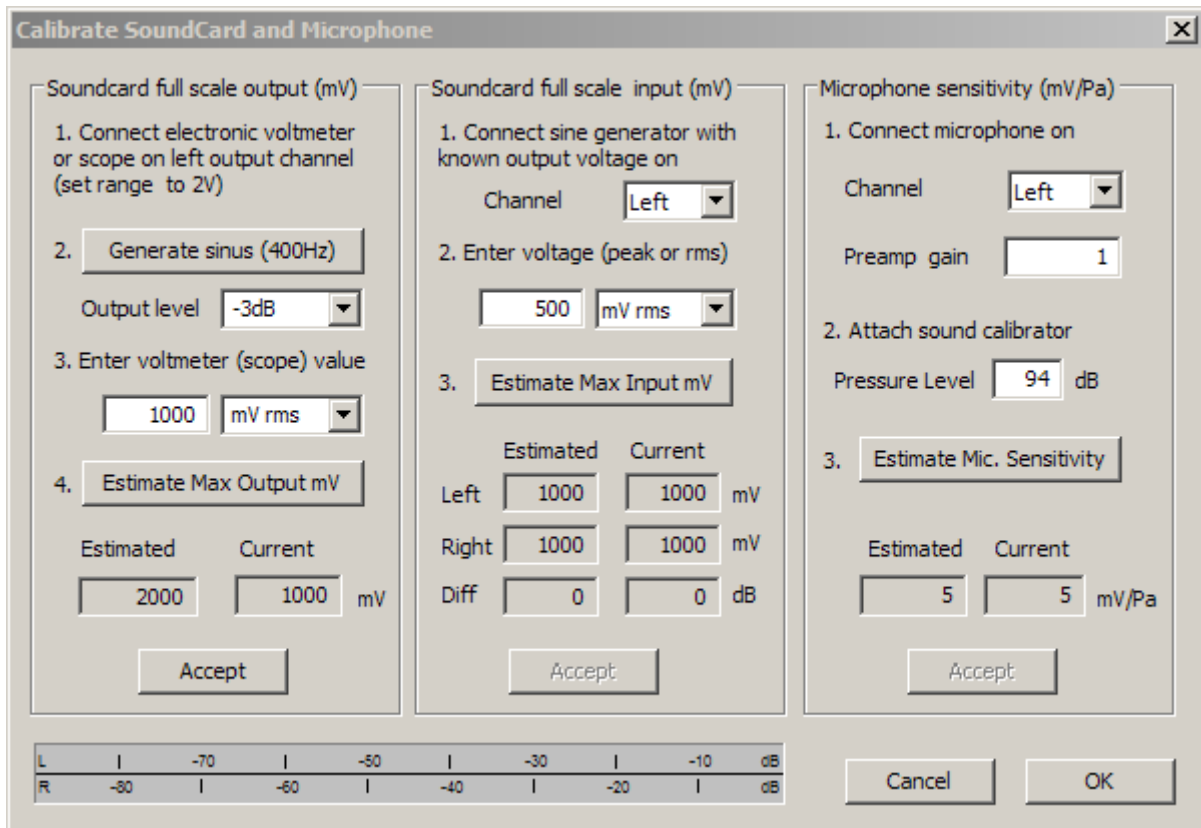 Calibrate SoundCard and Microphone
Soundcard full scale output (mV)
1. Connect electronic voltmeter
or scope on left output channel
(set range to 2V)
2. Generate sinus (400Hz)
Output level -3dB
3. Enter voltmeter (scope) value
1000 mV rms
4. Estimate Max Output mV
Estimated Current
2000 1000 mV
Accept
Soundcard full scale input (mV)
1. Connect sine generator with
known output voltage on
Channel Left
2. Enter voltage (peak or rms)
500 mV rms
3. Estimate Max Input mV
Estimated Current
Left 1000 1000 mV
Right 1000 1000 mV
Diff 0 0 dB
Accept
Microphone sensitivity (mV/Pa)
1. Connect microphone on
Channel Left
Preamp gain 1
2. Attach sound calibrator
Pressure Level 94 dB
3. Estimate Mic. Sensitivity
Estimated Current
5 5 mV/Pa
Accept
L -70 -50 -30 -10 dB
R -80 -60 -40 -20 dB
Cancel OK